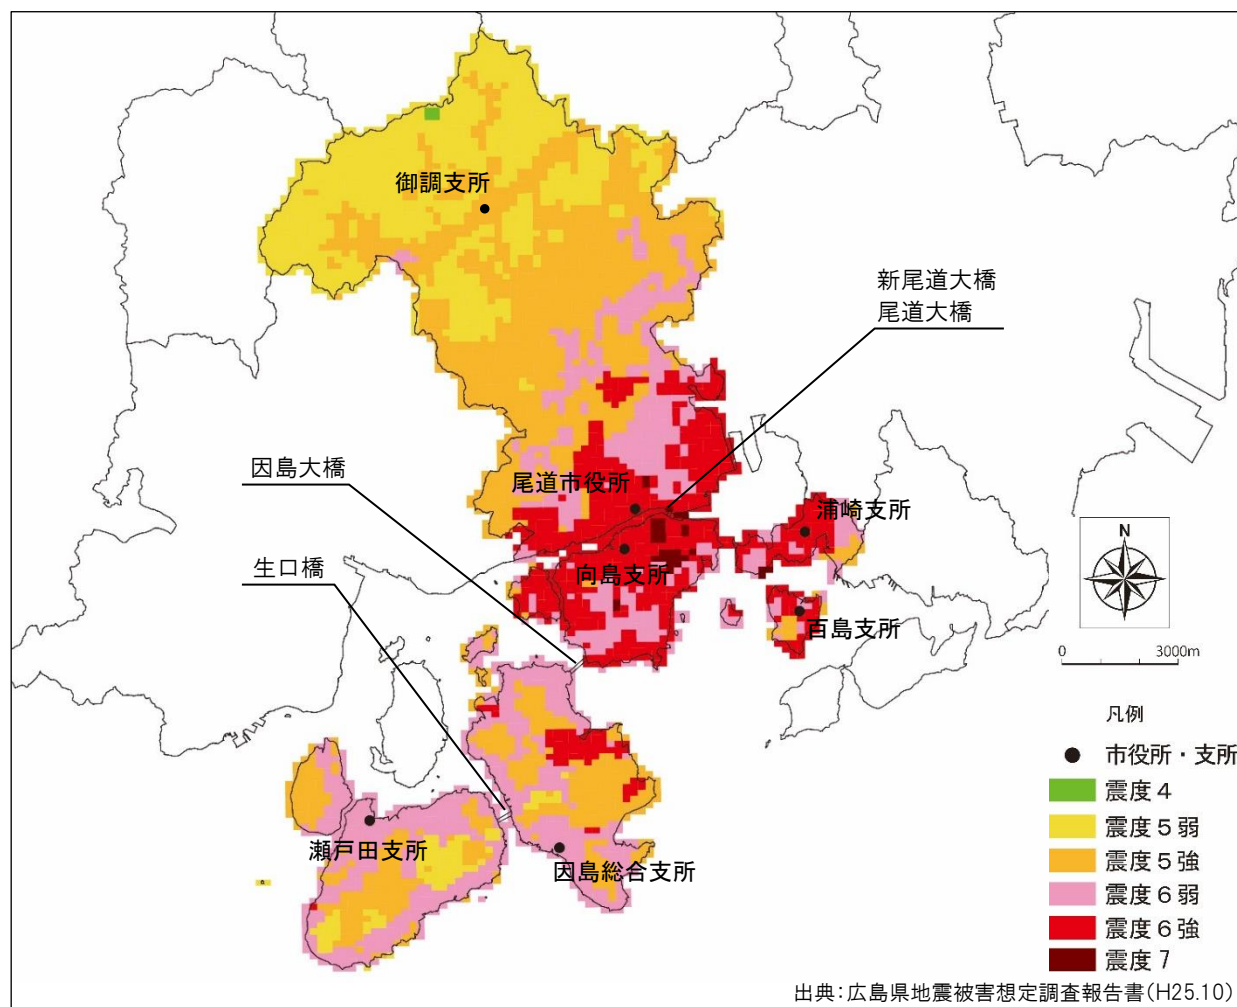 御調支所
新尾道大橋
尾道大橋
因島大橋
尾道市役所
浦崎支所
生口橋
向島支所
百島支所
N
0 3000m
凡例
市役所・支所
震度4
震度5弱
震度5強
震度6弱
震度6強
震度7
瀬戸田支所
因島総合支所
出典:広島県地震被害想定調査報告書(H25.10)